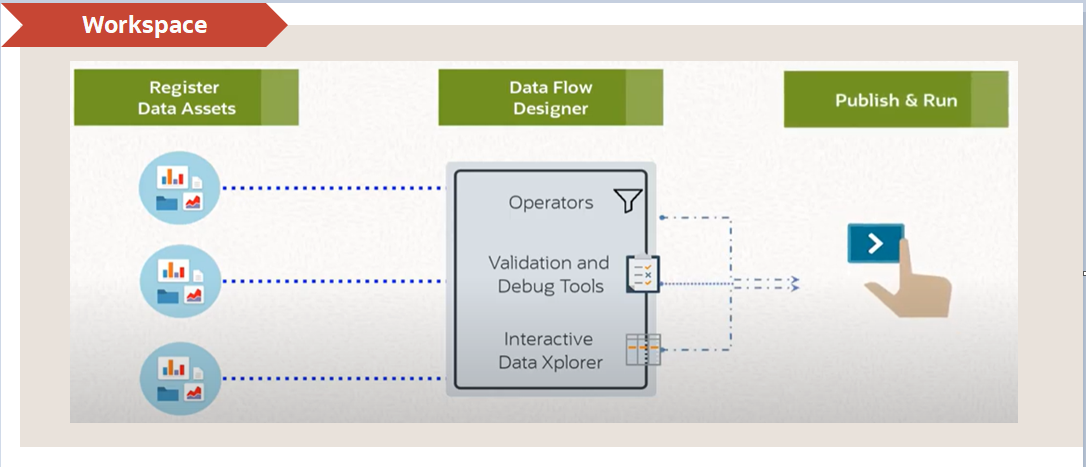 Workspace
Register
Data Assets
Data Flow
Designer
Publish & Run
Operators
Validation and
Debug Tools
Interactive
Data Xplorer